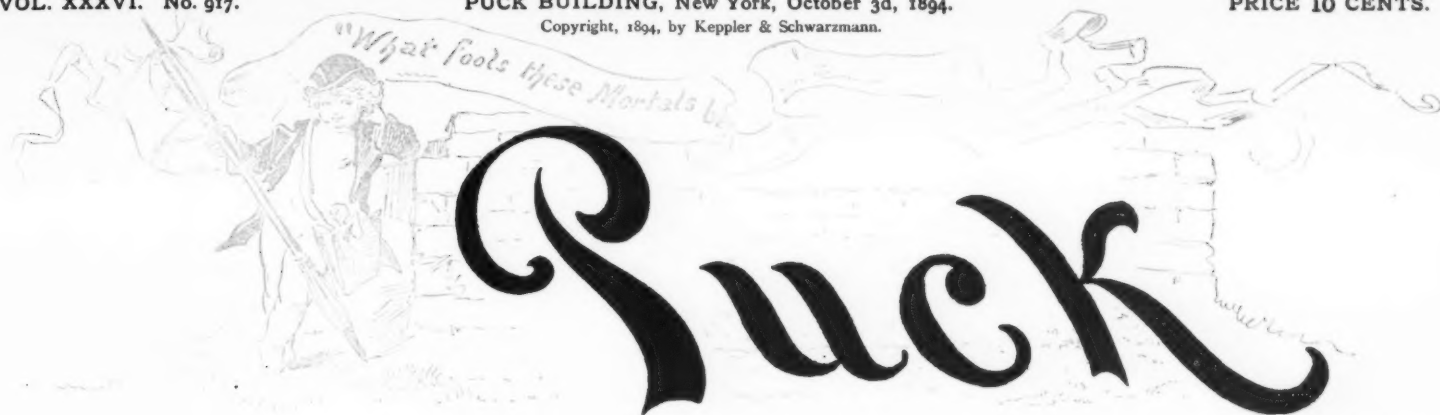 VOL. XXXVI. No. 917.
PUCK BUILDING, New York, October 3d, 1894.
PRICE 10 CENTS.
Copyright, 1894, by Keppler & Schwarzmann.
"What fools these Mortals b
Puck